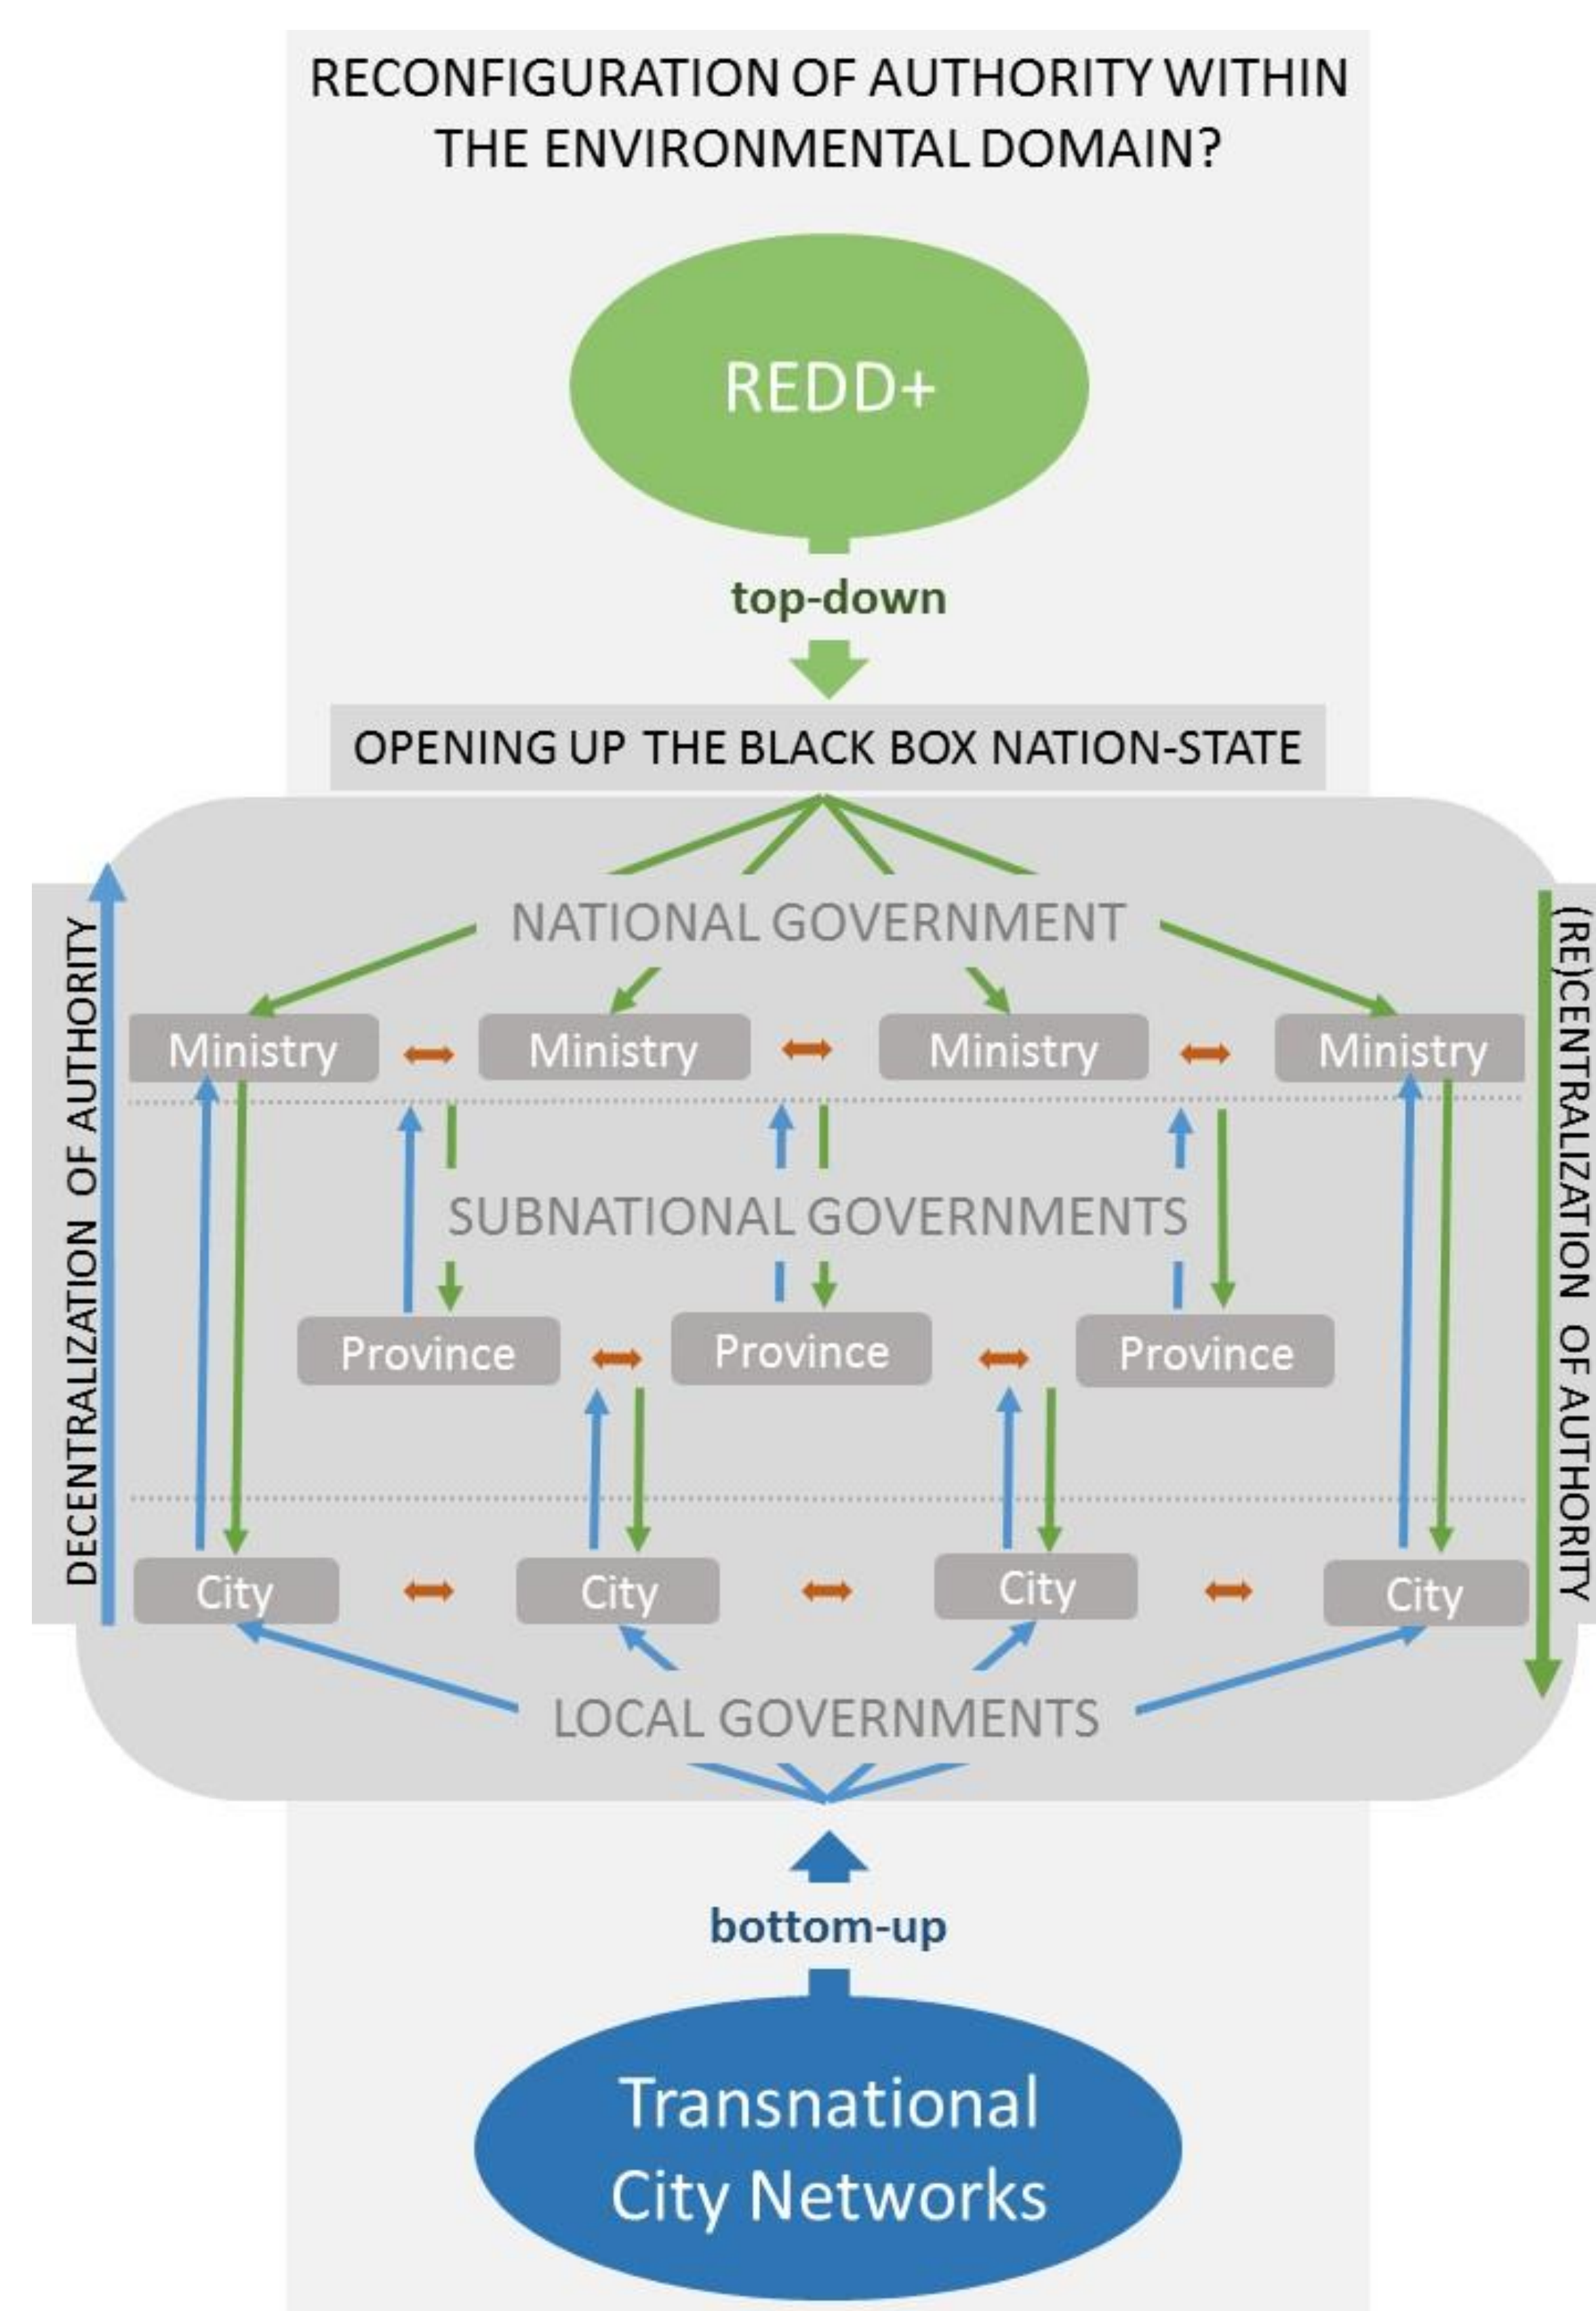 RECONFIGURATION OF AUTHORITY WITHIN
THE ENVIRONMENTAL DOMAIN?
REDD+
top-down
OPENING UP THE BLACK BOX NATION-STATE
DECENTRALIZATION OF AUTHORITY
(RE)CENTRALIZATION OF AUTHORITY
NATIONAL GOVERNMENT
Ministry
Ministry
Ministry
Ministry
SUBNATIONAL GOVERNMENTS
Province
Province
Province
City
City
City
City
LOCAL GOVERNMENTS
bottom-up
Transnational
City Networks